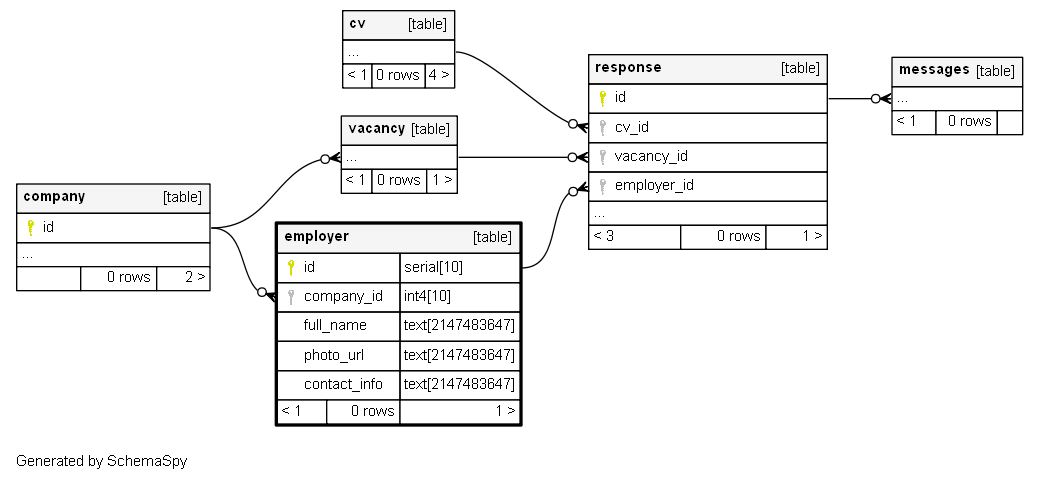 cv [table]
...
< 1 0 rows 4 >
vacancy [table]
...
< 1 0 rows 1 >
company [table]
id
...
0 rows 2 >
employer [table]
id serial[10]
company_id int4[10]
full_name text[2147483647]
photo_url text[2147483647]
contact_info text[2147483647]
< 1 0 rows 1 >
response [table]
id
cv_id
vacancy_id
employer_id
...
< 3 0 rows 1 >
messages [table]
...
< 1 0 rows
Generated by SchemaSpy